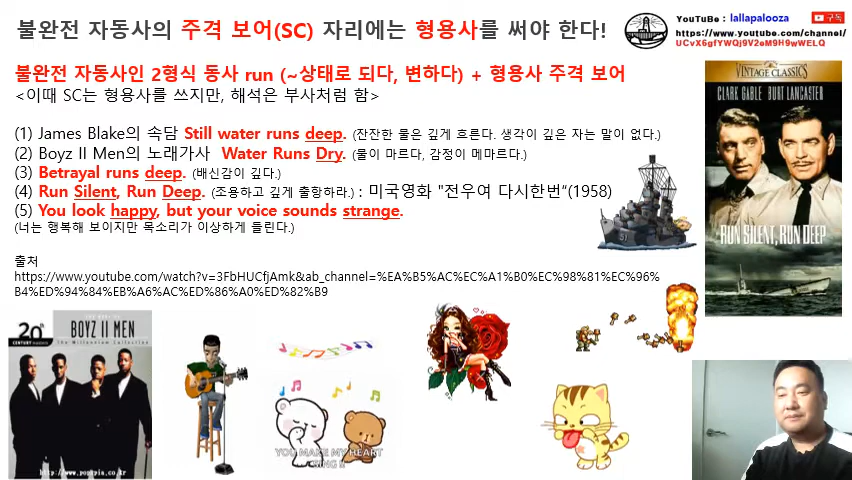 불완전 자동사의 주격 보어(SC) 자리에는 형용사를 써야 한다!
YouTuBe : lallapalooza
구독
https://www.youtube.com/channel/
UCvX6gfYWQj9V2eM9H9wWELQ
불완전 자동사인 2형식 동사 run (~상태로 되다, 변하다) + 형용사 주격 보어
<이때 SC는 형용사를 쓰지만, 해석은 부사처럼 함>
(1) James Blake의 속담 Still water runs deep. (잔잔한 물은 깊게 흐른다. 생각이 깊은 자는 말이 없다.)
(2) Boyz II Men의 노래가사 Water Runs Dry. (물이 마르다, 감정이 메마르다.)
(3) Betrayal runs deep. (배신감이 깊다.)
(4) Run Silent, Run Deep. (조용하고 깊게 출항하라.) : 미국영화 "전우여 다시한번“(1958)
(5) You look happy, but your voice sounds strange.
(너는 행복해 보이지만 목소리가 이상하게 들린다.)
출처
https://www.youtube.com/watch?v=3FbHUCfjAmk&ab_channel=%EA%B5%AC%EC%A1%B0%EC%98%81%EC%96%
B4%ED%94%84%EB%A6%AC%ED%86%A0%ED%82%B9
VINTAGE CLASSICS
CLARK GABLE BURT LANCASTER
RUN SILENT, RUN DEEP
57
20th
CENTURY MASTERS
BOYZ II MEN
The Millennium Collection
http://www.popkpia.co.kr
YOU MAKE MY HEART
SING !!